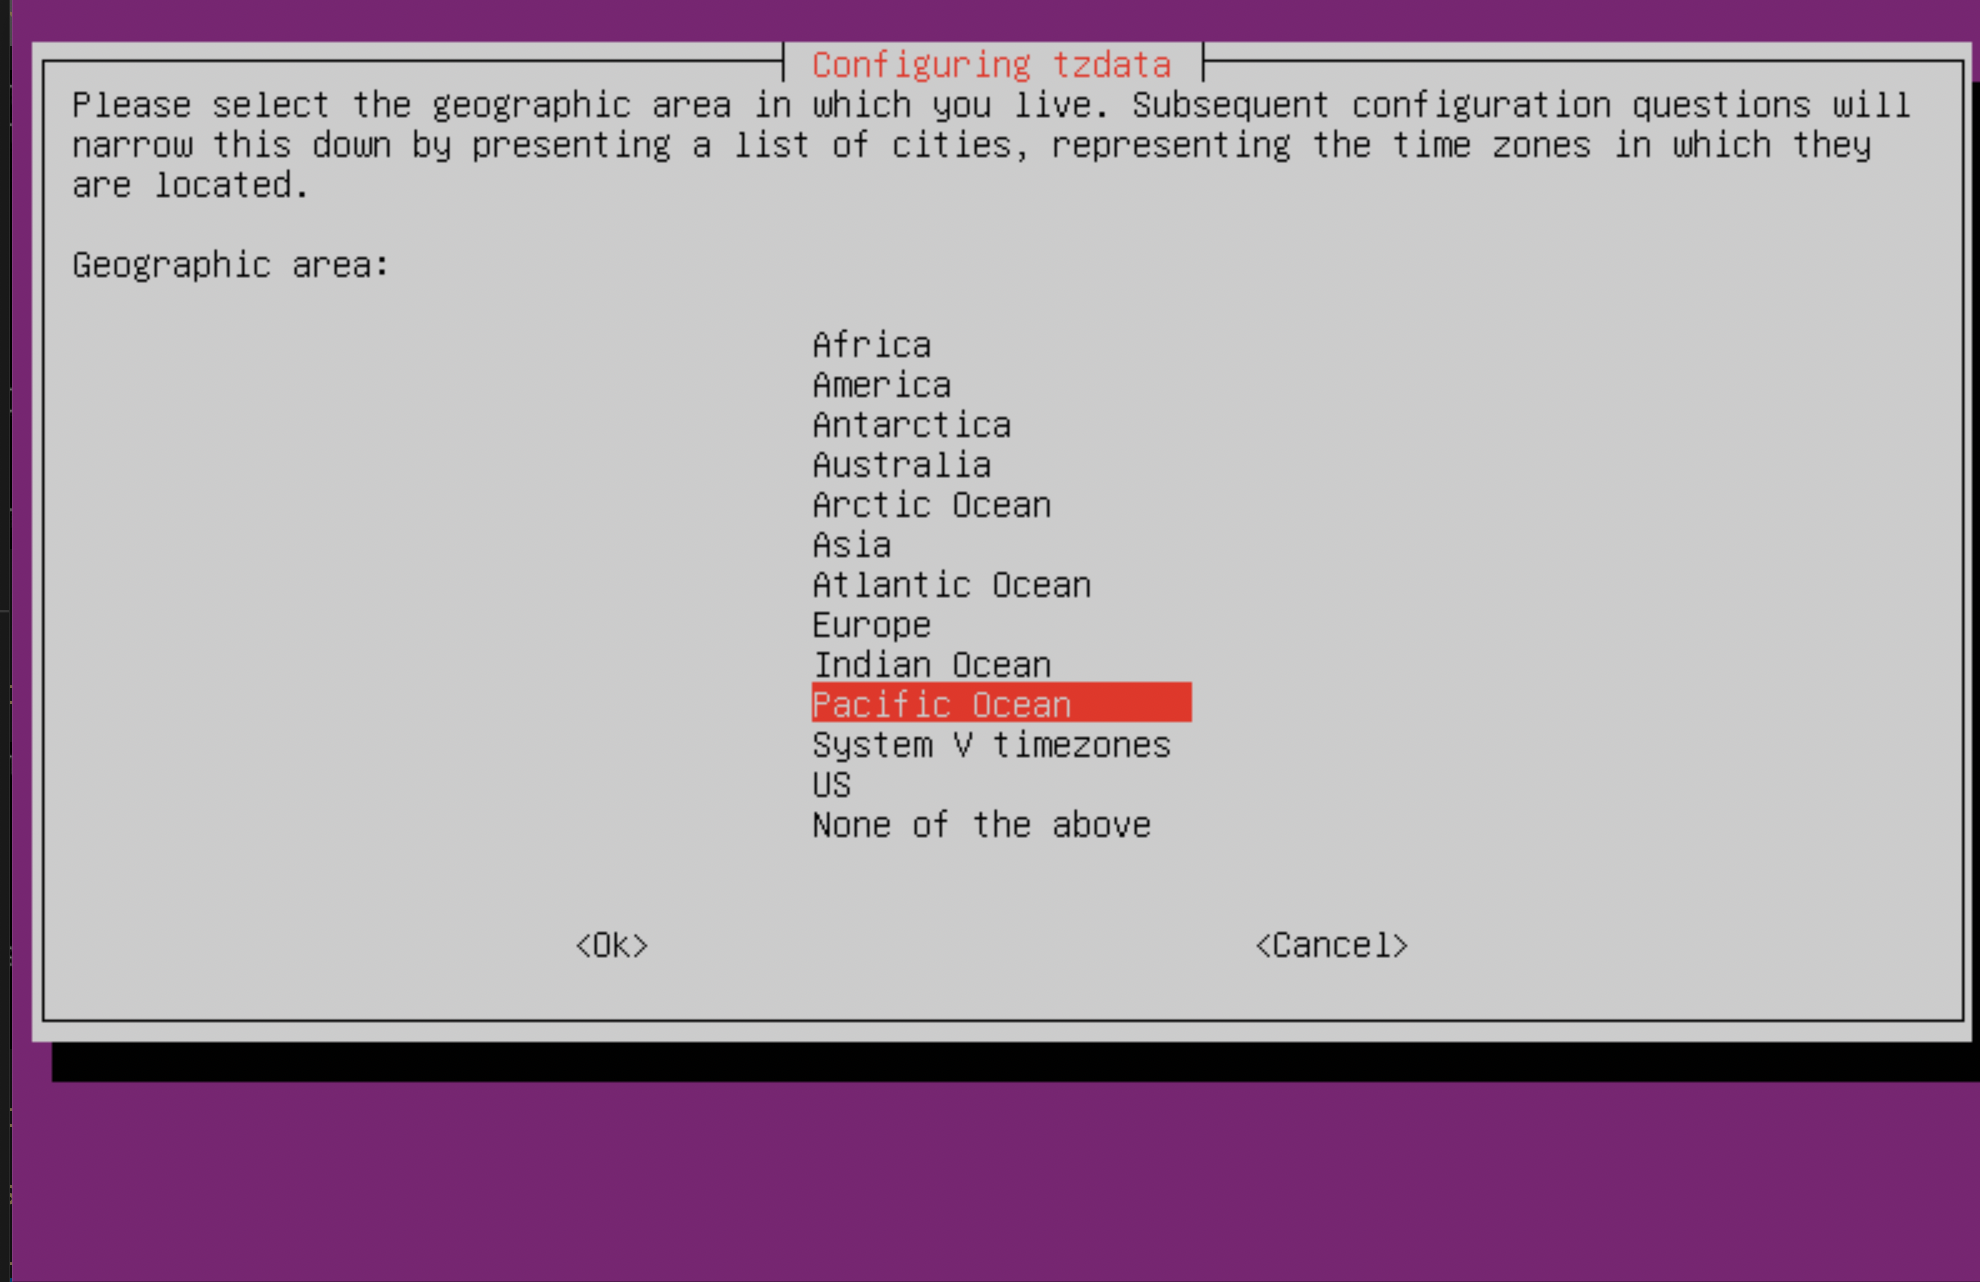 Configuring tzdata
Please select the geographic area in which you live. Subsequent configuration questions will
narrow this down by presenting a list of cities, representing the time zones in which they
are located.
Geographic area:
Africa
America
Antarctica
Australia
Arctic Ocean
Asia
Atlantic Ocean
Europe
Indian Ocean
Pacific Ocean
System V timezones
US
None of the above
<Ok> <Cancel>